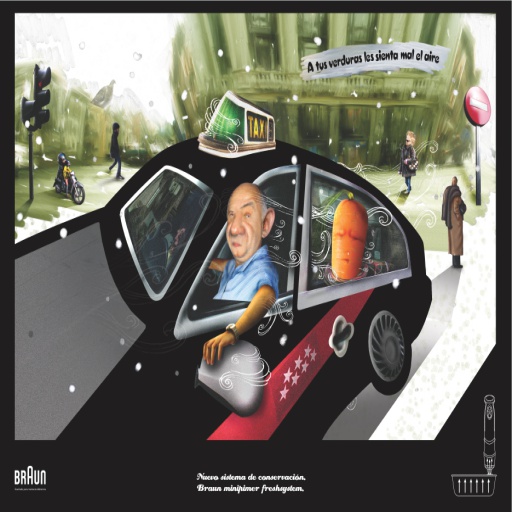 A tus verduras les sienta mal el aire
TAXI
BRAUN
Nuevo sistema de conservación.
Braun minipimer freshsystem.